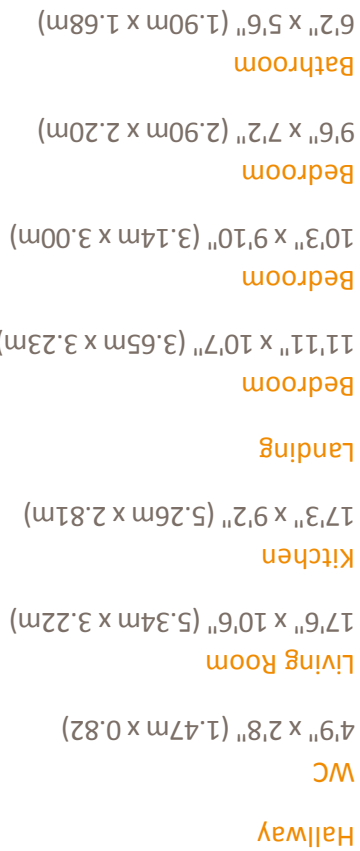 Hallway
WC
4'9" x 2'8" (1.47m x 0.82)
Living Room
17'6" x 10'6" (5.34m x 3.22m)
Kitchen
17'3" x 9'2" (5.26m x 2.81m)
Landing
Bedroom
11'11" x 10'7" (3.65m x 3.23m)
Bedroom
10'3" x 9'10" (3.14m x 3.00m)
Bedroom
9'6" x 7'2" (2.90m x 2.20m)
Bathroom
6'2" x 5'6" (1.90m x 1.68m)